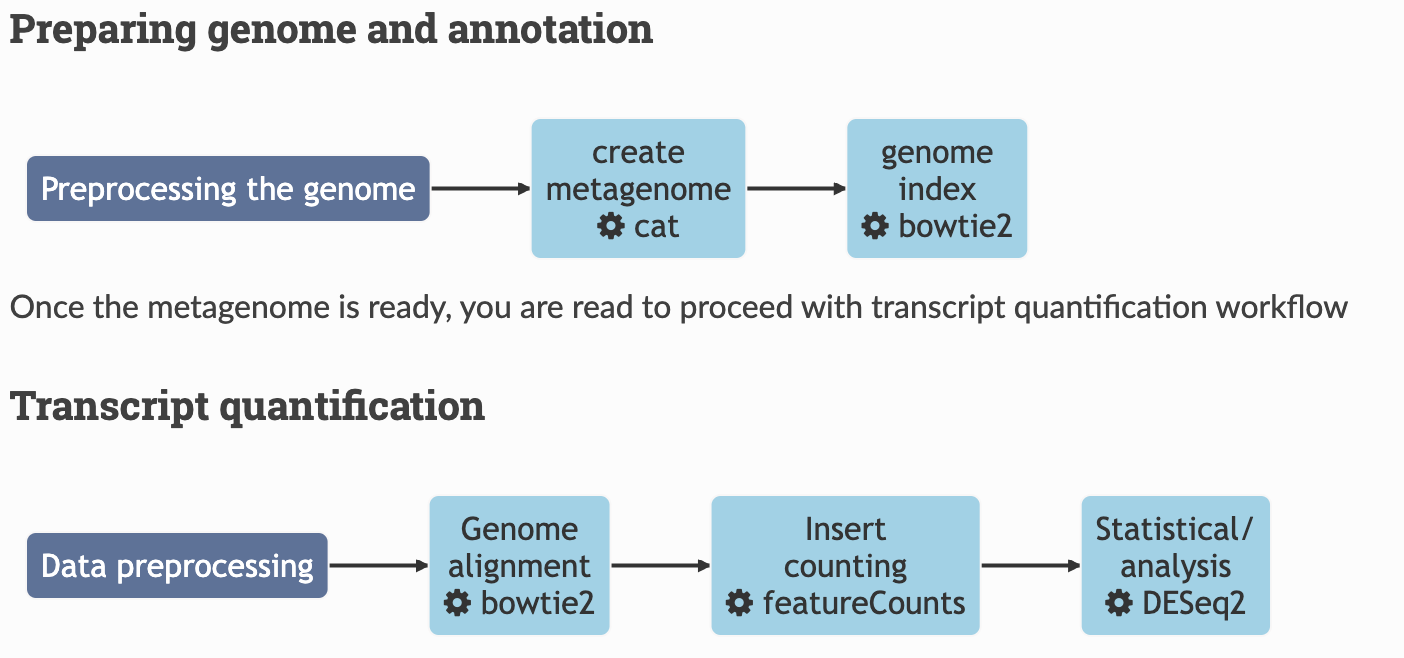 Preparing genome and annotation
Preprocessing the genome
create
metagenome
cat
genome
index
bowtie2
Once the metagenome is ready, you are read to proceed with transcript quantification workflow
Transcript quantification
Data preprocessing
Genome
alignment
bowtie2
Insert
counting
featureCounts
Statistical/
analysis
DESeq2